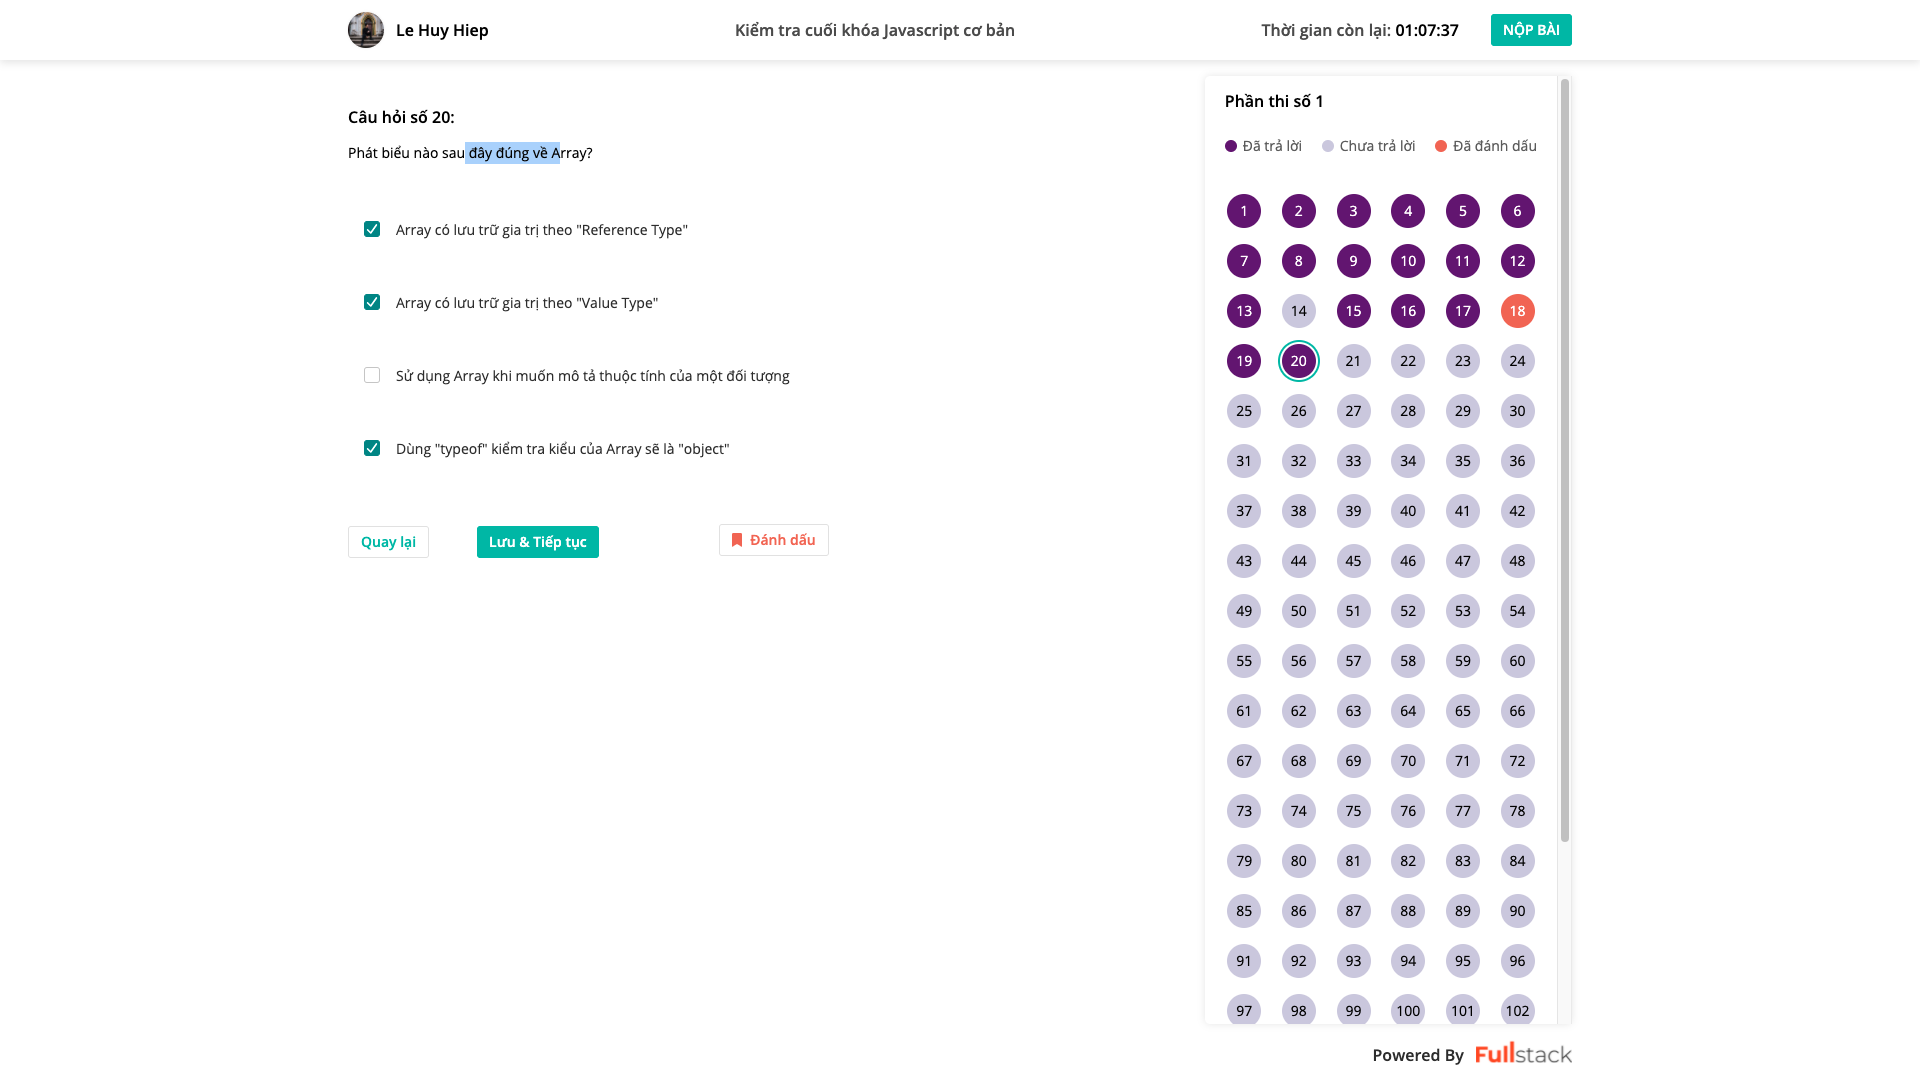 Le Huy Hiep
Kiểm tra cuối khóa Javascript cơ bản
Thời gian còn lại: 01:07:37
NỘP BÀI
Câu hỏi số 20:
Phát biểu nào sau đây đúng về Array?
Array có lưu trữ gia trị theo "Reference Type"
Array có lưu trữ gia trị theo "Value Type"
Sử dụng Array khi muốn mô tả thuộc tính của một đối tượng
Dùng "typeof" kiểm tra kiểu của Array sẽ là "object"
Quay lại
Lưu & Tiếp tục
Đánh dấu
Phần thi số 1
Đã trả lời Chưa trả lời Đã đánh dấu
1 2 3 4 5 6
7 8 9 10 11 12
13 14 15 16 17 18
19 20 21 22 23 24
25 26 27 28 29 30
31 32 33 34 35 36
37 38 39 40 41 42
43 44 45 46 47 48
49 50 51 52 53 54
55 56 57 58 59 60
61 62 63 64 65 66
67 68 69 70 71 72
73 74 75 76 77 78
79 80 81 82 83 84
85 86 87 88 89 90
91 92 93 94 95 96
97 98 99 100 101 102
Powered By Fullstack